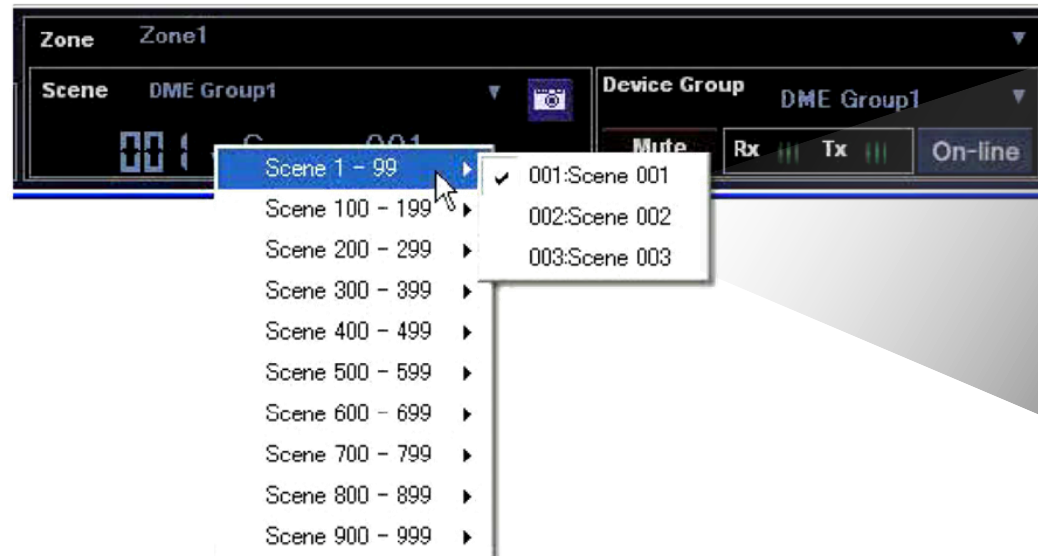 Zone Zone1
Scene DME Group1
Device Group DME Group1
001
Mute Rx Tx On-line
Scene 1 - 99
Scene 100 - 199
Scene 200 - 299
Scene 300 - 399
Scene 400 - 499
Scene 500 - 599
Scene 600 - 699
Scene 700 - 799
Scene 800 - 899
Scene 900 - 999
001:Scene 001
002:Scene 002
003:Scene 003